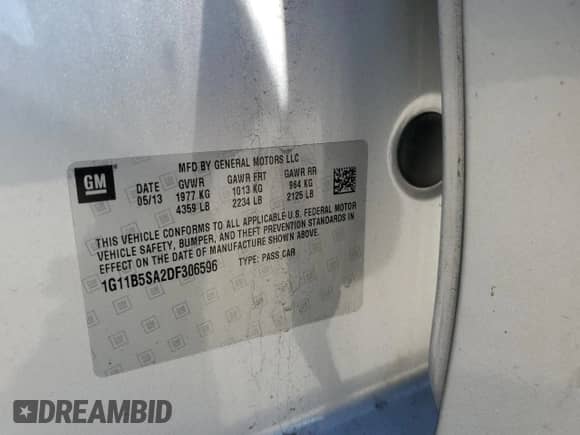 MFD BY GENERAL MOTORS LLC
GM
DATE GVWR GAWR FRT GAWR RR
05/13 1977 KG 1013 KG 964 KG
4359 LB 2234 LB 2125 LB
THIS VEHICLE CONFORMS TO ALL APPLICABLE U.S. FEDERAL MOTOR
VEHICLE SAFETY, BUMPER, AND THEFT PREVENTION STANDARDS IN
EFFECT ON THE DATE OF MANUFACTURE SHOWN ABOVE.
1G11B5SA2DF306596 TYPE: PASS CAR
DREAMBID